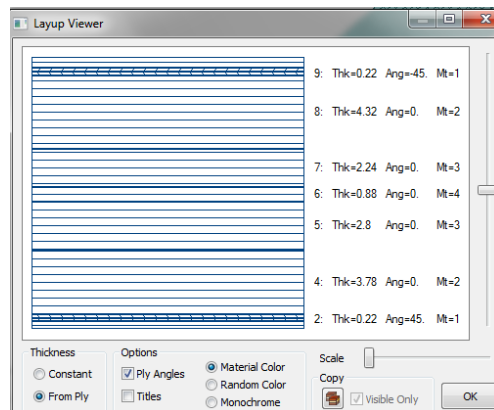 Layup Viewer
9: Thk=0.22 Ang=-45. Mt=1
8: Thk=4.32 Ang=0. Mt=2
7: Thk=2.24 Ang=0. Mt=3
6: Thk=0.88 Ang=0. Mt=4
5: Thk=2.8 Ang=0. Mt=3
4: Thk=3.78 Ang=0. Mt=2
2: Thk=0.22 Ang=45. Mt=1
Thickness
Constant
From Ply
Options
Ply Angles
Titles
Material Color
Random Color
Monochrome
Scale
Copy
Visible Only
OK